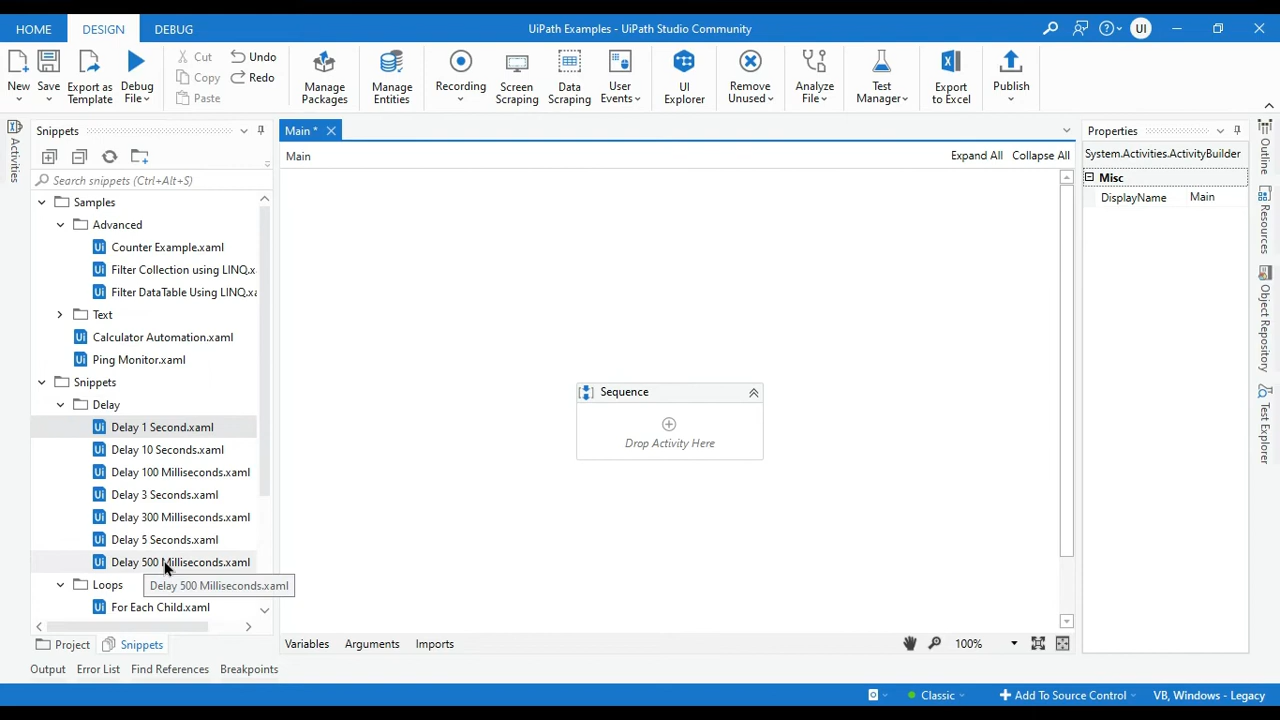 HOME
DESIGN
DEBUG
UiPath Examples - UiPath Studio Community
UI
New
Save
Export as Template
Debug File
Cut
Copy
Paste
Undo
Redo
Manage Packages
Manage Entities
Recording
Screen Scraping
Data Scraping
User Events
UI Explorer
Remove Unused
Analyze File
Test Manager
Export to Excel
Publish
Activities
Snippets
Search snippets (Ctrl+Alt+S)
Samples
Advanced
Counter Example.xaml
Filter Collection using LINQ.x
Filter DataTable Using LINQ.xa
Text
Calculator Automation.xaml
Ping Monitor.xaml
Snippets
Delay
Delay 1 Second.xaml
Delay 10 Seconds.xaml
Delay 100 Milliseconds.xaml
Delay 3 Seconds.xaml
Delay 300 Milliseconds.xaml
Delay 5 Seconds.xaml
Delay 500 Milliseconds.xaml
Delay 500 Milliseconds.xaml
Loops
For Each Child.xaml
Project
Snippets
Main *
Main
Expand All
Collapse All
Sequence
Drop Activity Here
Variables
Arguments
Imports
100%
Properties
System.Activities.ActivityBuilder
Misc
DisplayName
Main
Outline
Resources
Object Repository
Test Explorer
Output
Error List
Find References
Breakpoints
Classic
Add To Source Control
VB, Windows - Legacy